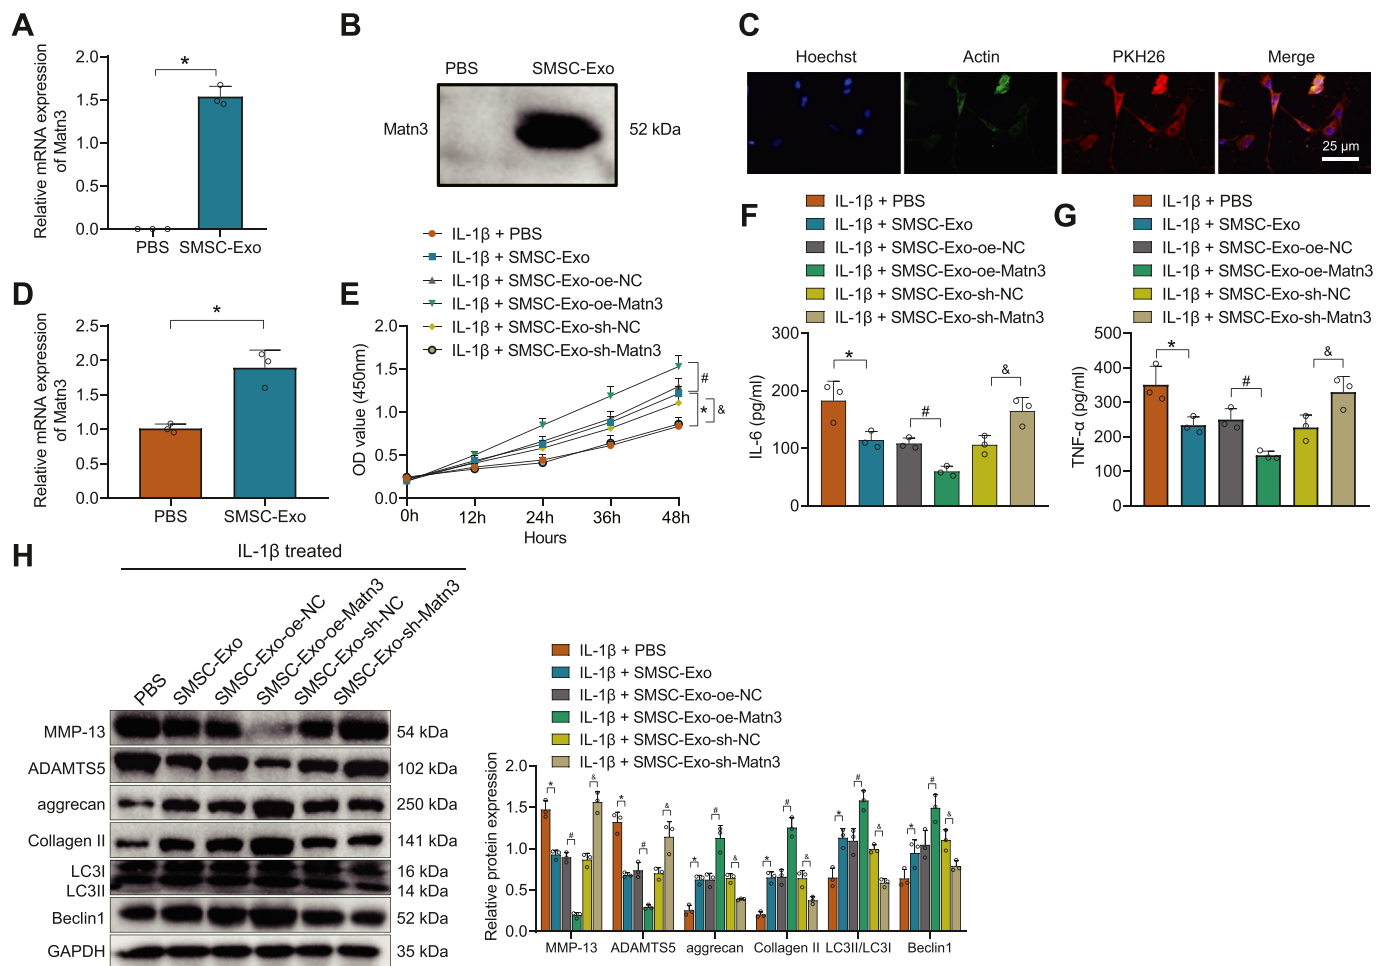 A
Relative mRNA expression
of Matn3
2.0
1.5
1.0
0.5
0.0
*
PBS
SMSC-Exo
B
PBS
SMSC-Exo
Matn3
52 kDa
C
Hoechst
Actin
PKH26
Merge
25 μm
D
Relative mRNA expression
of Matn3
2.5
2.0
1.5
1.0
0.5
0.0
*
PBS
SMSC-Exo
E
IL-1β + PBS
IL-1β + SMSC-Exo
IL-1β + SMSC-Exo-oe-NC
IL-1β + SMSC-Exo-oe-Matn3
IL-1β + SMSC-Exo-sh-NC
IL-1β + SMSC-Exo-sh-Matn3
OD value (450nm)
2.0
1.5
1.0
0.5
0.0
#
*
&
0h
12h
24h
36h
48h
Hours
F
IL-1β + PBS
IL-1β + SMSC-Exo
IL-1β + SMSC-Exo-oe-NC
IL-1β + SMSC-Exo-oe-Matn3
IL-1β + SMSC-Exo-sh-NC
IL-1β + SMSC-Exo-sh-Matn3
IL-6 (pg/ml)
300
200
100
0
*
#
&
G
IL-1β + PBS
IL-1β + SMSC-Exo
IL-1β + SMSC-Exo-oe-NC
IL-1β + SMSC-Exo-oe-Matn3
IL-1β + SMSC-Exo-sh-NC
IL-1β + SMSC-Exo-sh-Matn3
TNF-α (pg/ml)
500
400
300
200
100
0
*
#
&
H
IL-1β treated
PBS
SMSC-Exo
SMSC-Exo-oe-NC
SMSC-Exo-oe-Matn3
SMSC-Exo-sh-NC
SMSC-Exo-sh-Matn3
MMP-13
54 kDa
ADAMTS5
102 kDa
aggrecan
250 kDa
Collagen II
141 kDa
LC3I
16 kDa
LC3II
14 kDa
Beclin1
52 kDa
GAPDH
35 kDa
IL-1β + PBS
IL-1β + SMSC-Exo
IL-1β + SMSC-Exo-oe-NC
IL-1β + SMSC-Exo-oe-Matn3
IL-1β + SMSC-Exo-sh-NC
IL-1β + SMSC-Exo-sh-Matn3
Relative protein expression
2.0
1.5
1.0
0.5
0.0
* # &
* # &
* # &
* # &
* # &
* # &
MMP-13
ADAMTS5
aggrecan
Collagen II
LC3II/LC3I
Beclin1